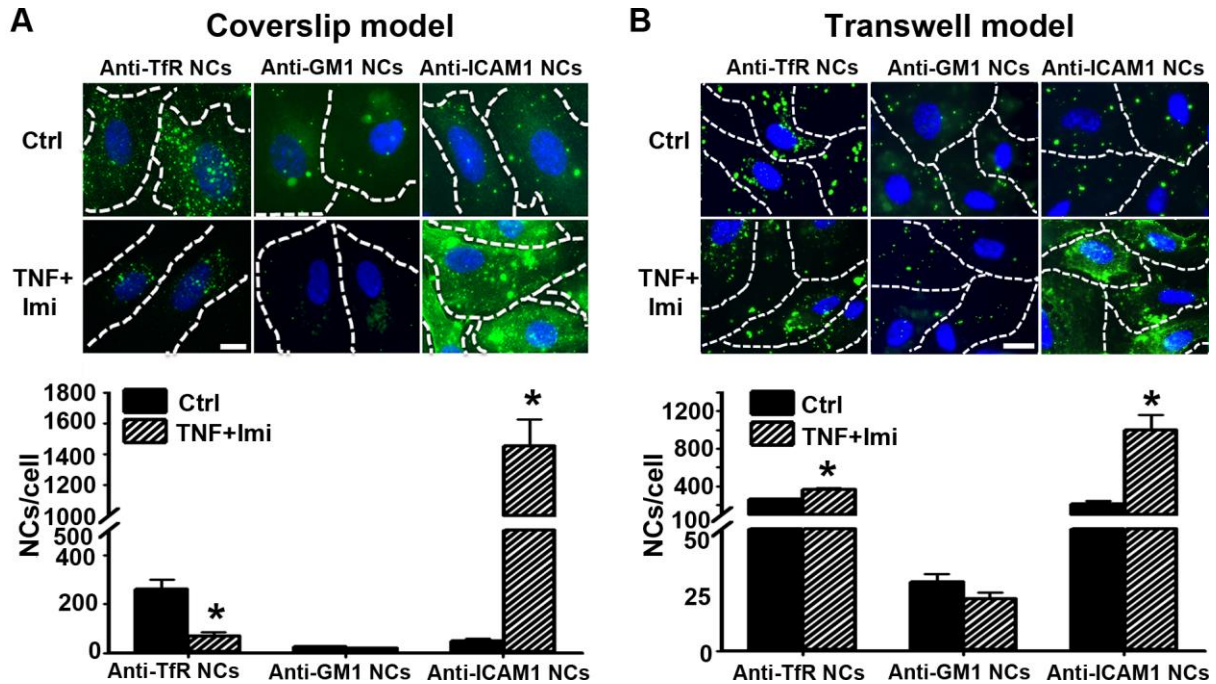 A Coverslip model
Anti-TfR NCs Anti-GM1 NCs Anti-ICAM1 NCs
Ctrl
TNF+
Imi
1800
1600
1400
1200
1000
500
400
200
0
NCs/cell
Ctrl
TNF+Imi
*
*
Anti-TfR NCs Anti-GM1 NCs Anti-ICAM1 NCs
B Transwell model
Anti-TfR NCs Anti-GM1 NCs Anti-ICAM1 NCs
Ctrl
TNF+
Imi
1200
800
400
100
50
25
0
NCs/cell
Ctrl
TNF+Imi
*
*
Anti-TfR NCs Anti-GM1 NCs Anti-ICAM1 NCs